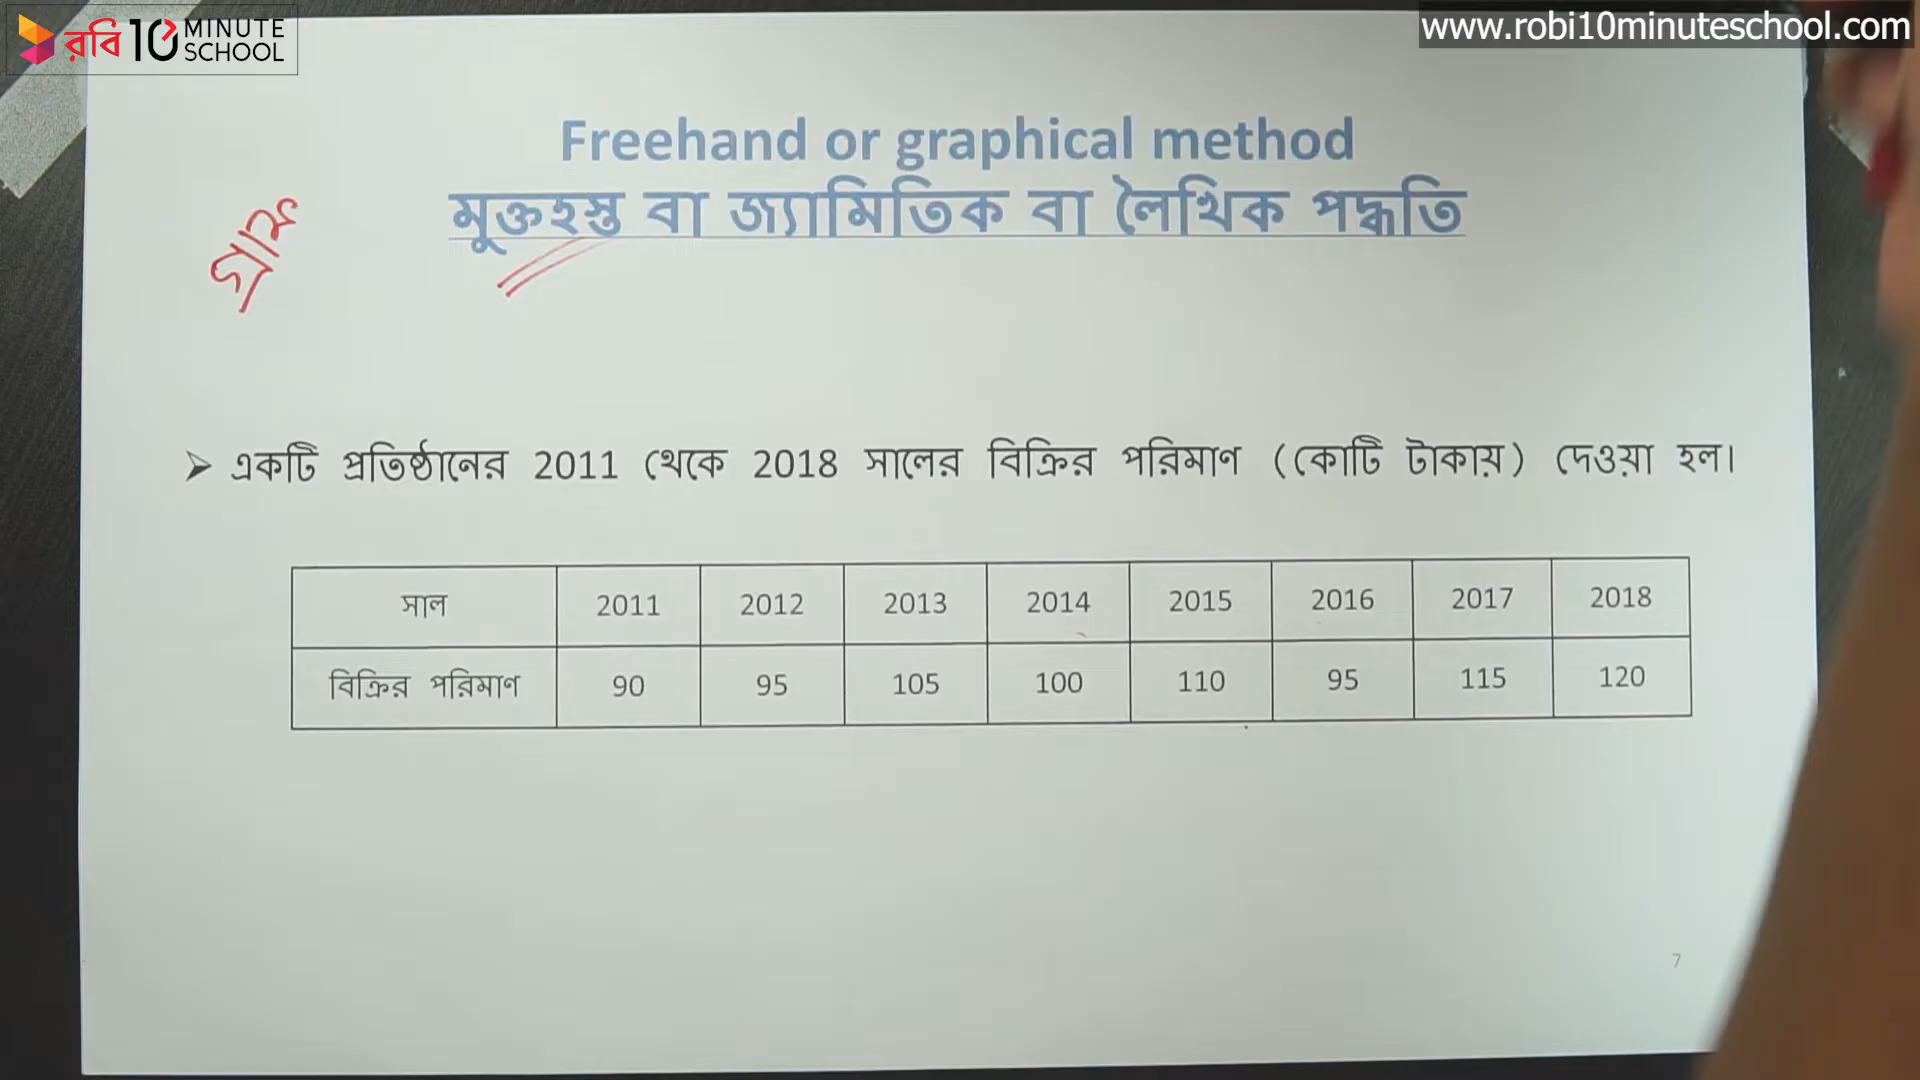 রবি 10 MINUTE SCHOOL
www.robi10minuteschool.com
Freehand or graphical method
মুক্তহস্ত বা জ্যামিতিক বা লৈখিক পদ্ধতি
➢ একটি প্রতিষ্ঠানের 2011 থেকে 2018 সালের বিক্রির পরিমাণ (কোটি টাকায়) দেওয়া হল।
সাল 2011 2012 2013 2014 2015 2016 2017 2018
বিক্রির পরিমাণ 90 95 105 100 110 95 115 120
7